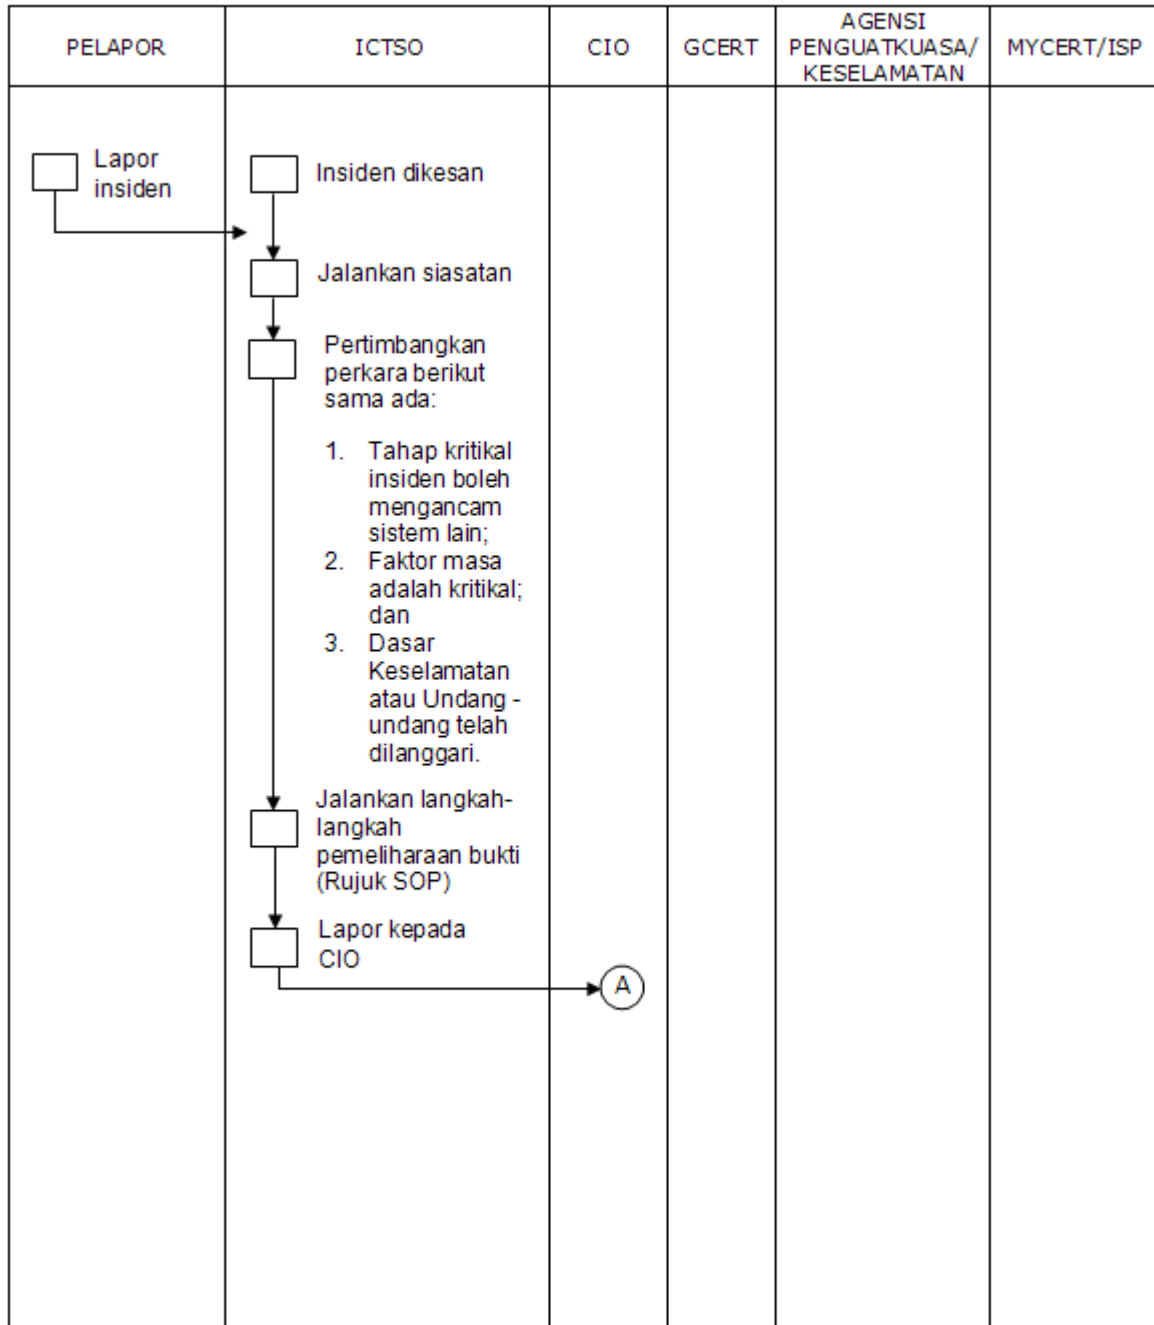 PELAPOR
ICTSO
CIO
GCERT
AGENSI
PENGUATKUASA/
KESELAMATAN
MYCERT/ISP
Lapor
insiden
Insiden dikesan
Jalankan siasatan
Pertimbangkan
perkara berikut
sama ada:
1. Tahap kritikal
insiden boleh
mengancam
sistem lain;
2. Faktor masa
adalah kritikal;
dan
3. Dasar
Keselamatan
atau Undang -
undang telah
dilanggari.
Jalankan langkah-
langkah
pemeliharaan bukti
(Rujuk SOP)
Lapor kepada
CIO
A